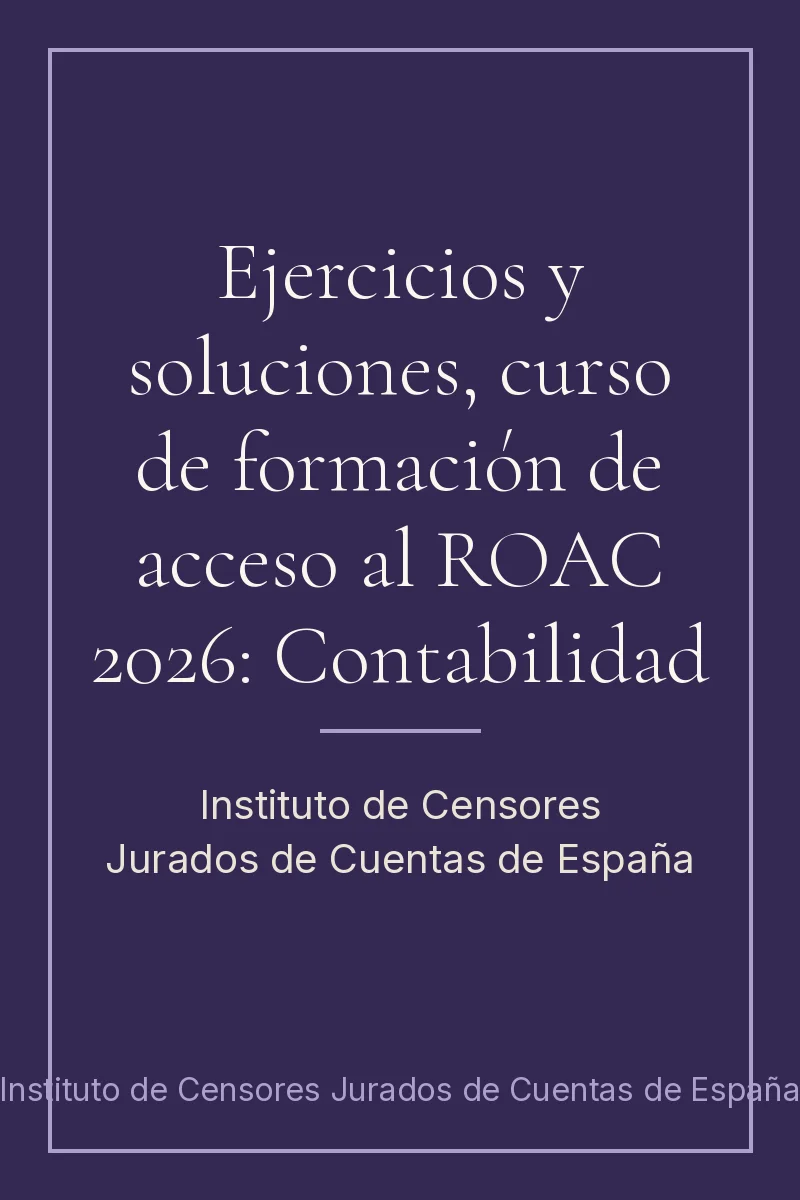 Ejercicios y
soluciones, curso
de formación de
acceso al ROAC
2026: Contabilidad
Instituto de Censores
Jurados de Cuentas de España
Instituto de Censores Jurados de Cuentas de España